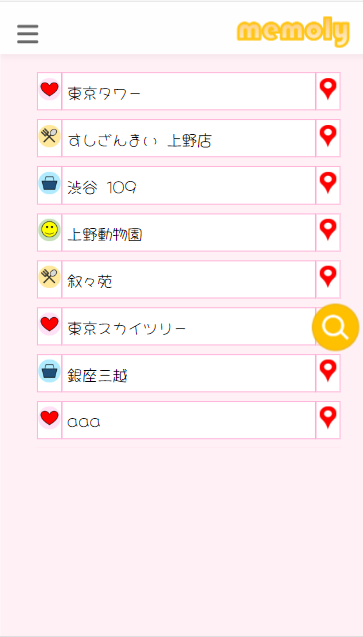 memoly
東京タワー
すしざんまい 上野店
渋谷 109
上野動物園
叙々苑
東京スカイツリー
銀座三越
aaa